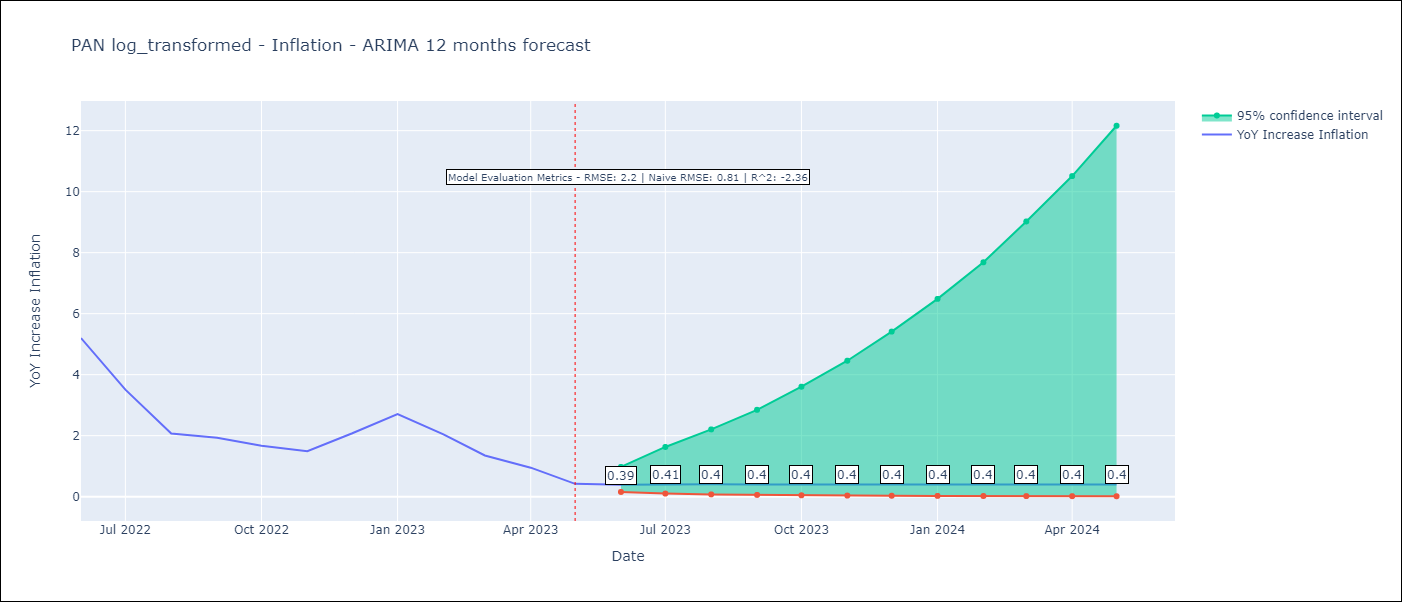 PAN log_transformed - Inflation - ARIMA 12 months forecast
95% confidence interval
YoY Increase Inflation
Model Evaluation Metrics - RMSE: 2.2 | Naive RMSE: 0.81 | R^2: -2.36
YoY Increase Inflation
12
10
8
6
4
2
0
0.39 0.41 0.4 0.4 0.4 0.4 0.4 0.4 0.4 0.4 0.4 0.4
Jul 2022 Oct 2022 Jan 2023 Apr 2023 Jul 2023 Oct 2023 Jan 2024 Apr 2024
Date